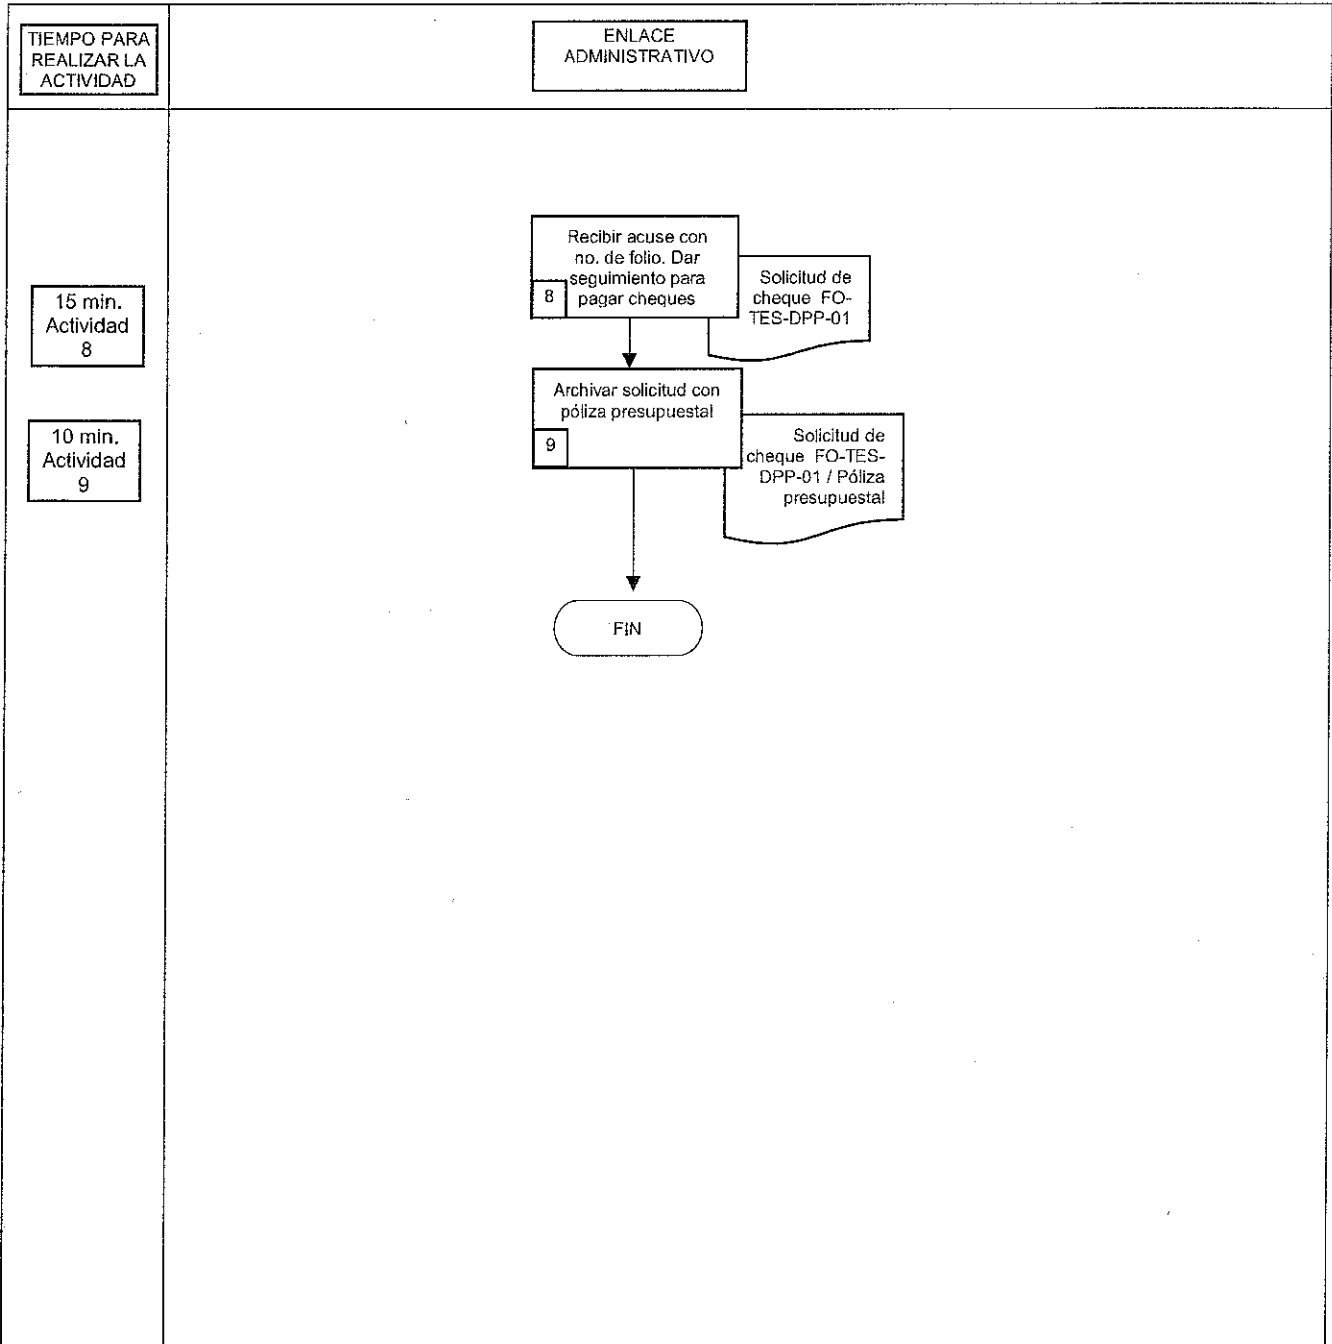 TIEMPO PARA
REALIZAR LA
ACTIVIDAD
ENLACE
ADMINISTRATIVO
Recibir acuse con
no. de folio. Dar
seguimiento para
pagar cheques
8
Solicitud de
cheque FO-
TES-DPP-01
15 min.
Actividad
8
Archivar solicitud con
póliza presupuestal
9
Solicitud de
cheque FO-TES-
DPP-01 / Póliza
presupuestal
10 min.
Actividad
9
FIN